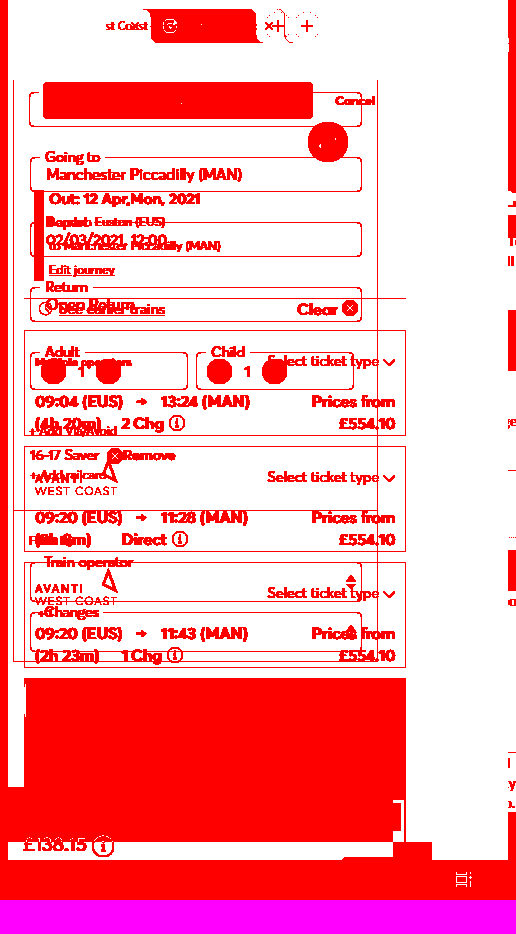 st Coast
Cancel
Going to
Manchester Piccadilly (MAN)
Out: 12 Apr, Mon, 2021
London Euston (EUS)
02/03/2021, 12:00
to Manchester Piccadilly (MAN)
Edit journey
Return
Open Return
See earlier trains
Clear
Adult
Child
Multiple operators
Select ticket type
1
1
09:04 (EUS) → 13:24 (MAN)
Prices from
(4h 20m) 2 Chg
£554.10
+ Add Via/Avoid
16-17 Saver
Remove
+ Add railcard
AVANTI
WEST COAST
Select ticket type
09:20 (EUS) → 11:28 (MAN)
Prices from
Direct
£554.10
Train operator
AVANTI
WEST COAST
Select ticket type
Changes
09:20 (EUS) → 11:43 (MAN)
Prices from
(2h 23m) 1 Chg
£554.10
£138.15